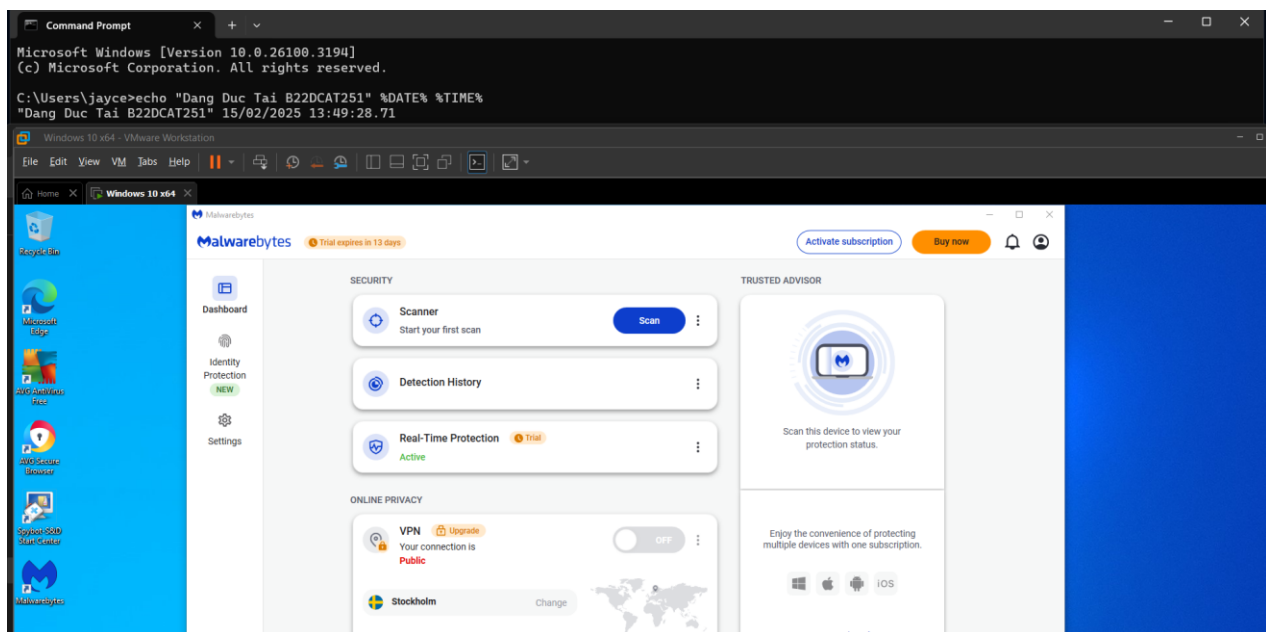 Command Prompt
Microsoft Windows [Version 10.0.26100.3194]
(c) Microsoft Corporation. All rights reserved.
C:\Users\jayce>echo "Dang Duc Tai B22DCAT251" %DATE% %TIME%
"Dang Duc Tai B22DCAT251" 15/02/2025 13:49:28.71
Windows 10 x64 - VMware Workstation
File Edit View VM Tabs Help
Home Windows 10 x64
Recycle Bin
Microsoft
Edge
AVG AntiVirus
Free
AVG Secure
Browser
Spybot-S&D
Start Center
Malwarebytes
Malwarebytes
Malwarebytes Trial expires in 13 days Activate subscription Buy now
Dashboard
Identity
Protection
NEW
Settings
SECURITY
Scanner
Start your first scan
Scan
Detection History
Real-Time Protection Trial
Active
ONLINE PRIVACY
VPN Upgrade
Your connection is
Public
OFF
Stockholm Change
TRUSTED ADVISOR
Scan this device to view your
protection status.
Enjoy the convenience of protecting
multiple devices with one subscription.
iOS